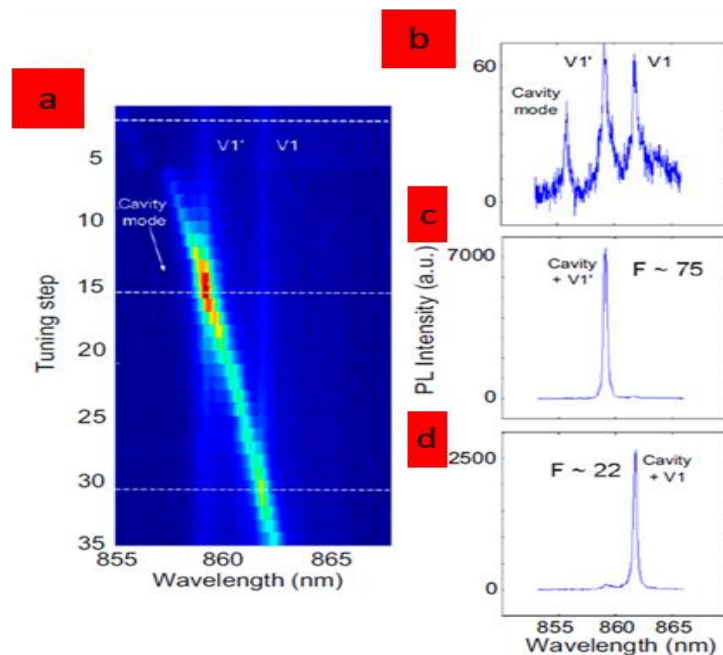 a
V1'
V1
Cavity
mode
5
10
15
20
25
30
35
Tuning step
855
860
865
Wavelength (nm)
b
60
0
V1'
V1
Cavity
mode
c
7000
0
Cavity
+ V1'
F ~ 75
PL Intensity (a.u.)
d
2500
0
F ~ 22
Cavity
+ V1
855
860
865
Wavelength (nm)